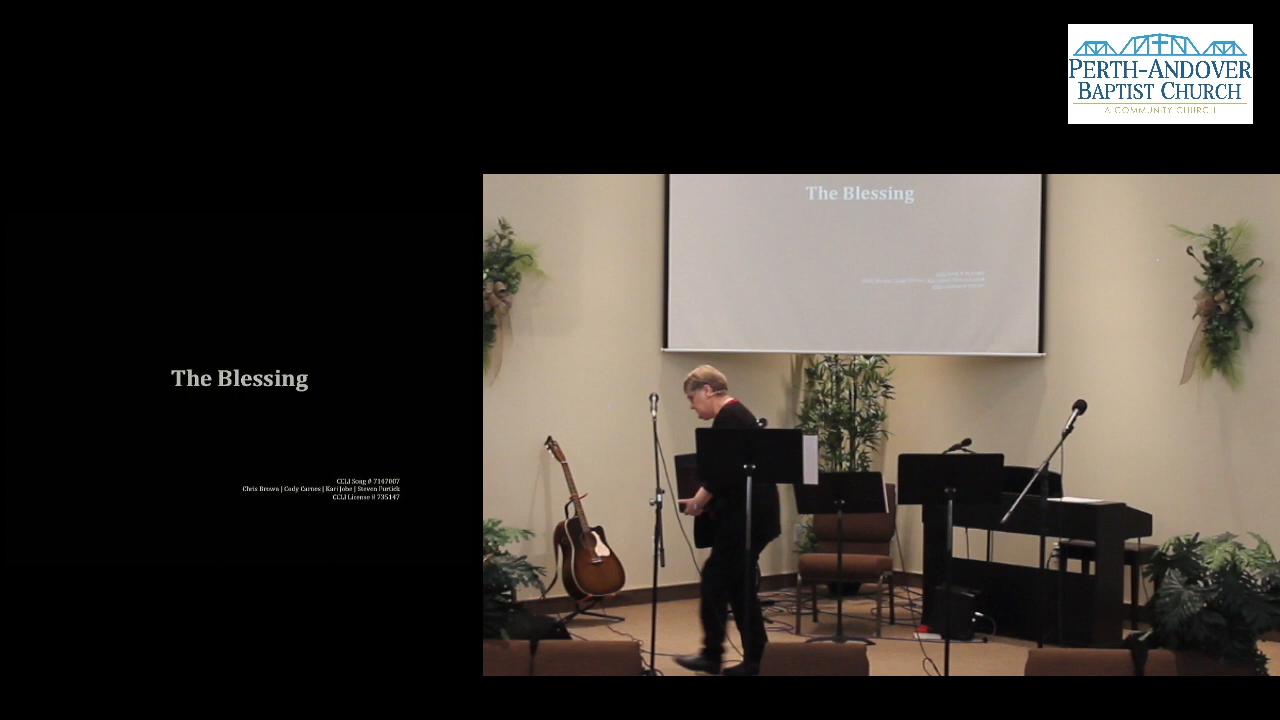 PERTH-ANDOVER
BAPTIST CHURCH
A COMMUNITY CHURCH
The Blessing
The Blessing
CCLI Song # 7147007
Chris Brown | Cody Carnes | Kari Jobe | Steven Furtick
CCLI License # 735147